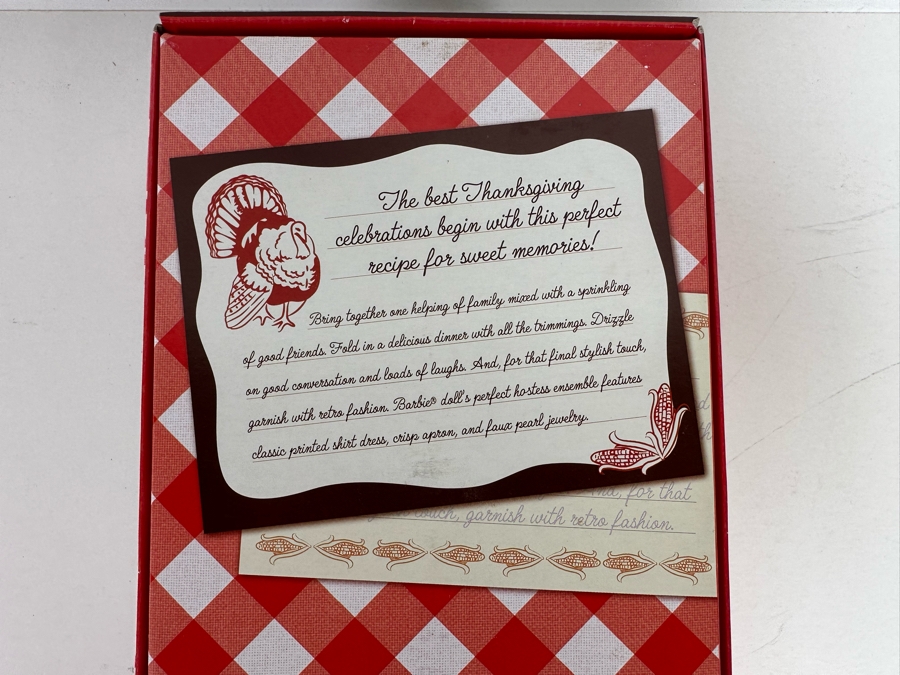 The best Thanksgiving
celebrations begin with this perfect
recipe for sweet memories!
Bring together one helping of family mixed with a sprinkling
of good friends. Fold in a delicious dinner with all the trimmings. Drizzle
on good conversation and loads of laughs. And, for that final stylish touch,
garnish with retro fashion. Barbie® doll's perfect hostess ensemble features
classic printed shirt dress, crisp apron, and faux pearl jewelry.
And, for that
touch, garnish with retro fashion.